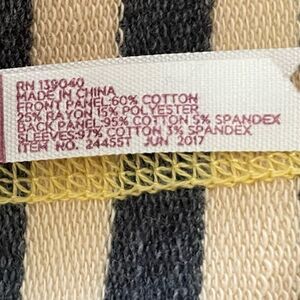 RN 139040
MADE IN CHINA
FRONT PANEL:60% COTTON
25% RAYON 15% POLYESTER
BACK PANEL:95% COTTON 5% SPANDEX
SLEEVES:97% COTTON 3% SPANDEX
ITEM NO. 24455T JUN 2017